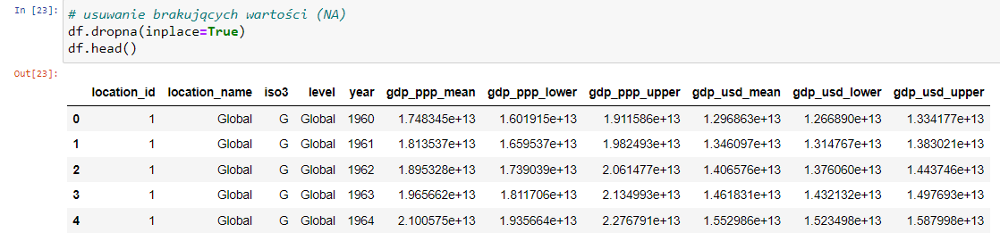 In [23]: # usuwanie brakujących wartości (NA)
df.dropna(inplace=True)
df.head()
Out[23]:
location_id location_name iso3 level year gdp_ppp_mean gdp_ppp_lower gdp_ppp_upper gdp_usd_mean gdp_usd_lower gdp_usd_upper
0 1 Global G Global 1960 1.748345e+13 1.601915e+13 1.911586e+13 1.296863e+13 1.266890e+13 1.334177e+13
1 1 Global G Global 1961 1.813537e+13 1.659537e+13 1.982493e+13 1.346097e+13 1.314767e+13 1.383021e+13
2 1 Global G Global 1962 1.895328e+13 1.739039e+13 2.061477e+13 1.406576e+13 1.376060e+13 1.443746e+13
3 1 Global G Global 1963 1.965662e+13 1.811706e+13 2.134993e+13 1.461831e+13 1.432132e+13 1.497693e+13
4 1 Global G Global 1964 2.100575e+13 1.935664e+13 2.276791e+13 1.552986e+13 1.523498e+13 1.587998e+13